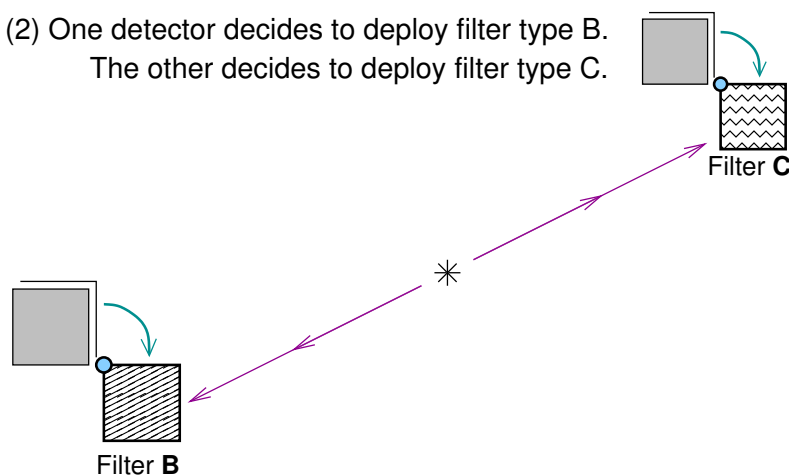 (2) One detector decides to deploy filter type B.
The other decides to deploy filter type C.
Filter C
Filter B